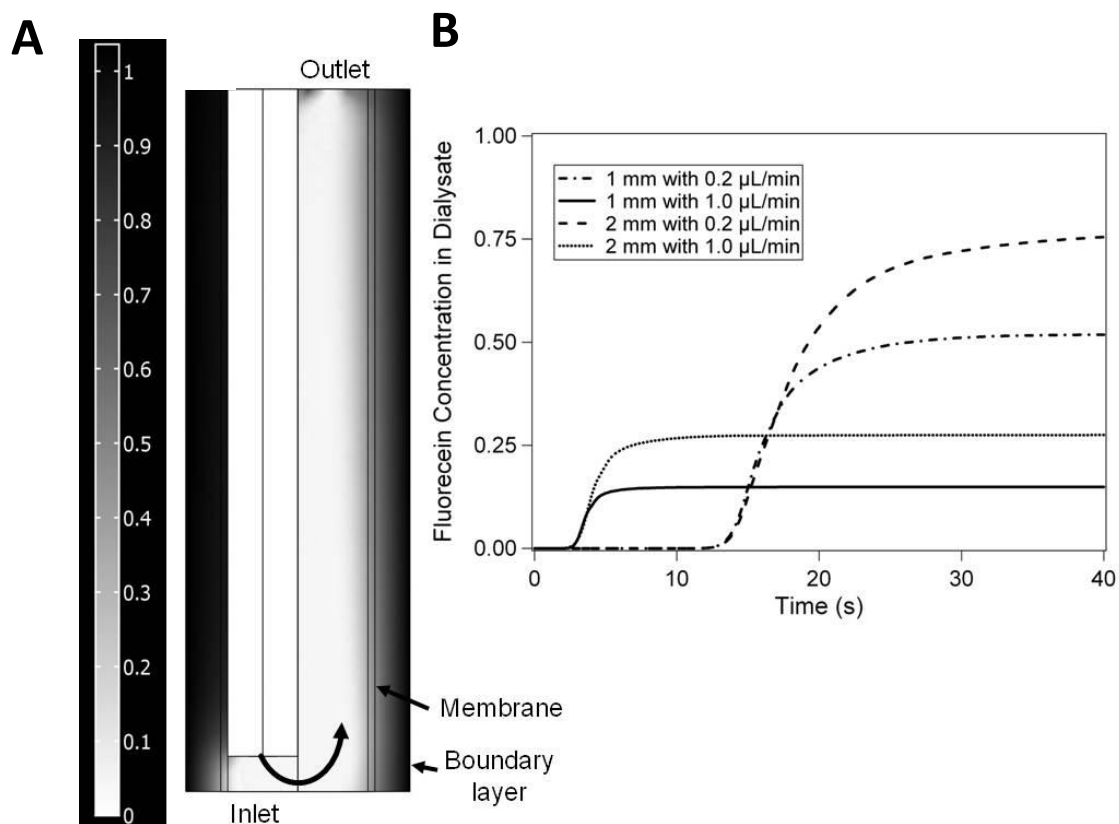 A
1
0.9
0.8
0.7
0.6
0.5
0.4
0.3
0.2
0.1
0
Outlet
Membrane
Boundary
layer
Inlet
B
Fluorecein Concentration in Dialysate
1.00
0.75
0.50
0.25
0.00
1 mm with 0.2 µL/min
1 mm with 1.0 µL/min
2 mm with 0.2 µL/min
2 mm with 1.0 µL/min
0 10 20 30 40
Time (s)